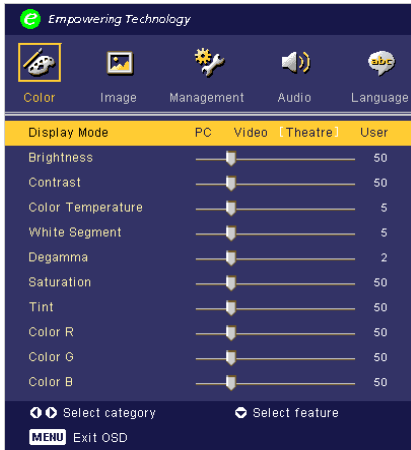 e Empowering Technology
abc
Color Image Management Audio Language
Display Mode PC Video [Theatre] User
Brightness 50
Contrast 50
Color Temperature 5
White Segment 5
Degamma 2
Saturation 50
Tint 50
Color R 50
Color G 50
Color B 50
Select category Select feature
MENU Exit OSD